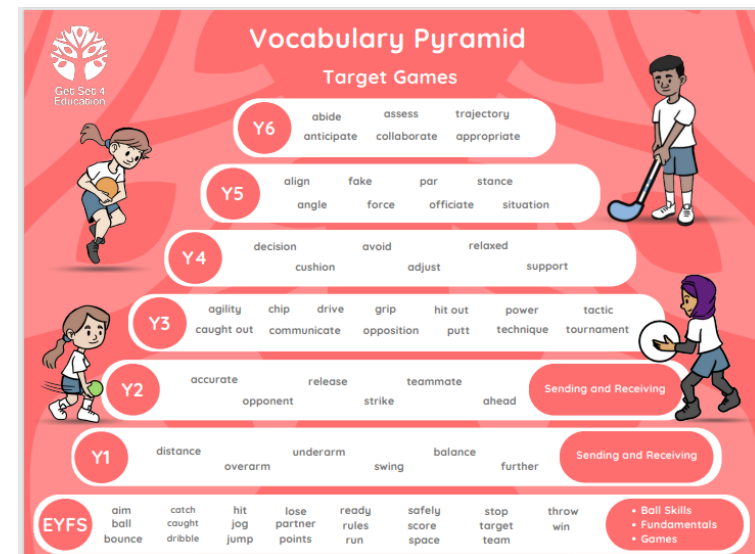 Vocabulary Pyramid
Target Games
Get Set 4
Education
Y6
abide assess trajectory
anticipate collaborate appropriate
Y5
align fake par stance
angle force officiate situation
Y4
decision avoid relaxed
cushion adjust support
Y3
agility chip drive grip hit out power tactic
caught out communicate opposition putt technique tournament
Y2
accurate release teammate
opponent strike ahead
Sending and Receiving
Y1
distance underarm balance
overarm swing further
Sending and Receiving
EYFS
aim catch hit lose ready safely stop throw
ball caught jog partner rules score target win
bounce dribble jump points run space team
• Ball Skills
• Fundamentals
• Games